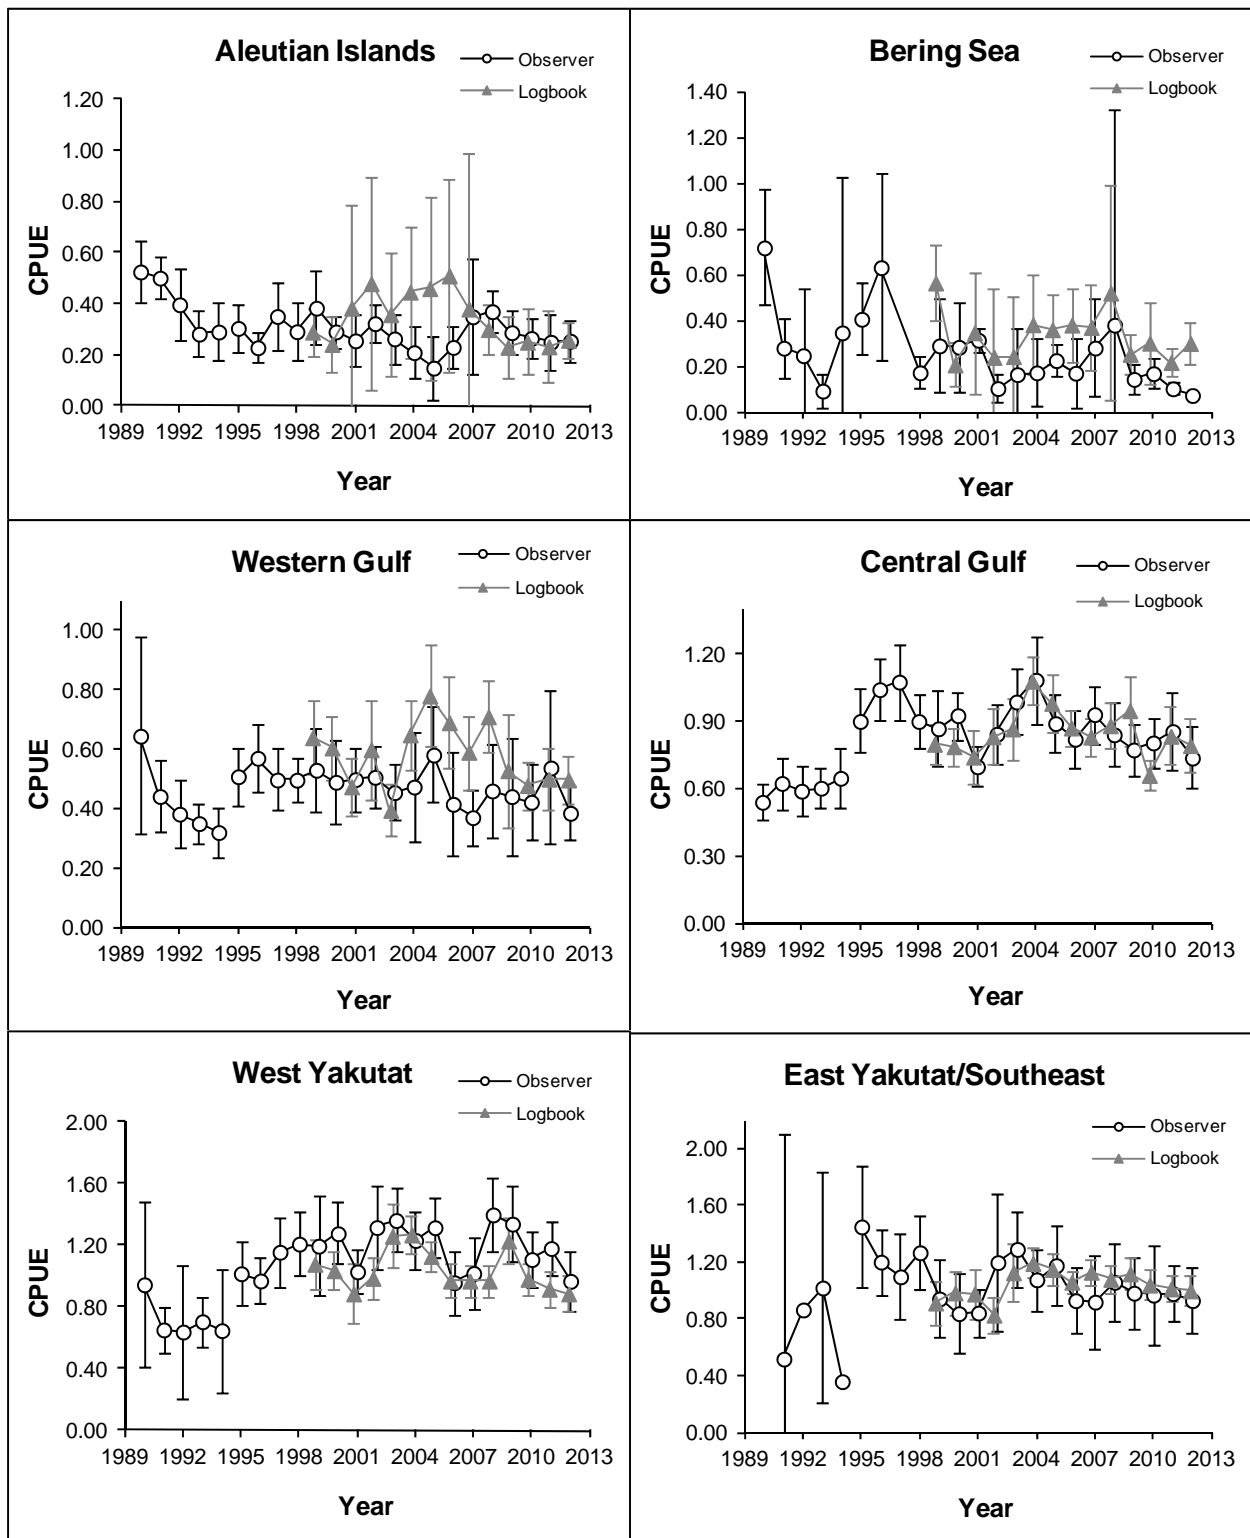 Aleutian Islands
Observer
Logbook
1.20
1.00
0.80
0.60
0.40
0.20
0.00
CPUE
1989 1992 1995 1998 2001 2004 2007 2010 2013
Year
Bering Sea
Observer
Logbook
1.40
1.20
1.00
0.80
0.60
0.40
0.20
0.00
CPUE
1989 1992 1995 1998 2001 2004 2007 2010 2013
Year
Western Gulf
Observer
Logbook
1.00
0.80
0.60
0.40
0.20
0.00
CPUE
1989 1992 1995 1998 2001 2004 2007 2010 2013
Year
Central Gulf
Observer
Logbook
1.20
0.90
0.60
0.30
0.00
CPUE
1989 1992 1995 1998 2001 2004 2007 2010 2013
Year
West Yakutat
Observer
Logbook
2.00
1.60
1.20
0.80
0.40
0.00
CPUE
1989 1992 1995 1998 2001 2004 2007 2010 2013
Year
East Yakutat/Southeast
Observer
Logbook
2.00
1.60
1.20
0.80
0.40
0.00
CPUE
1989 1992 1995 1998 2001 2004 2007 2010 2013
Year